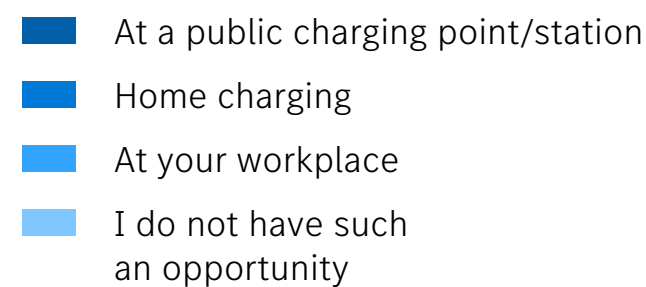 At a public charging point/station
Home charging
At your workplace
I do not have such
an opportunity